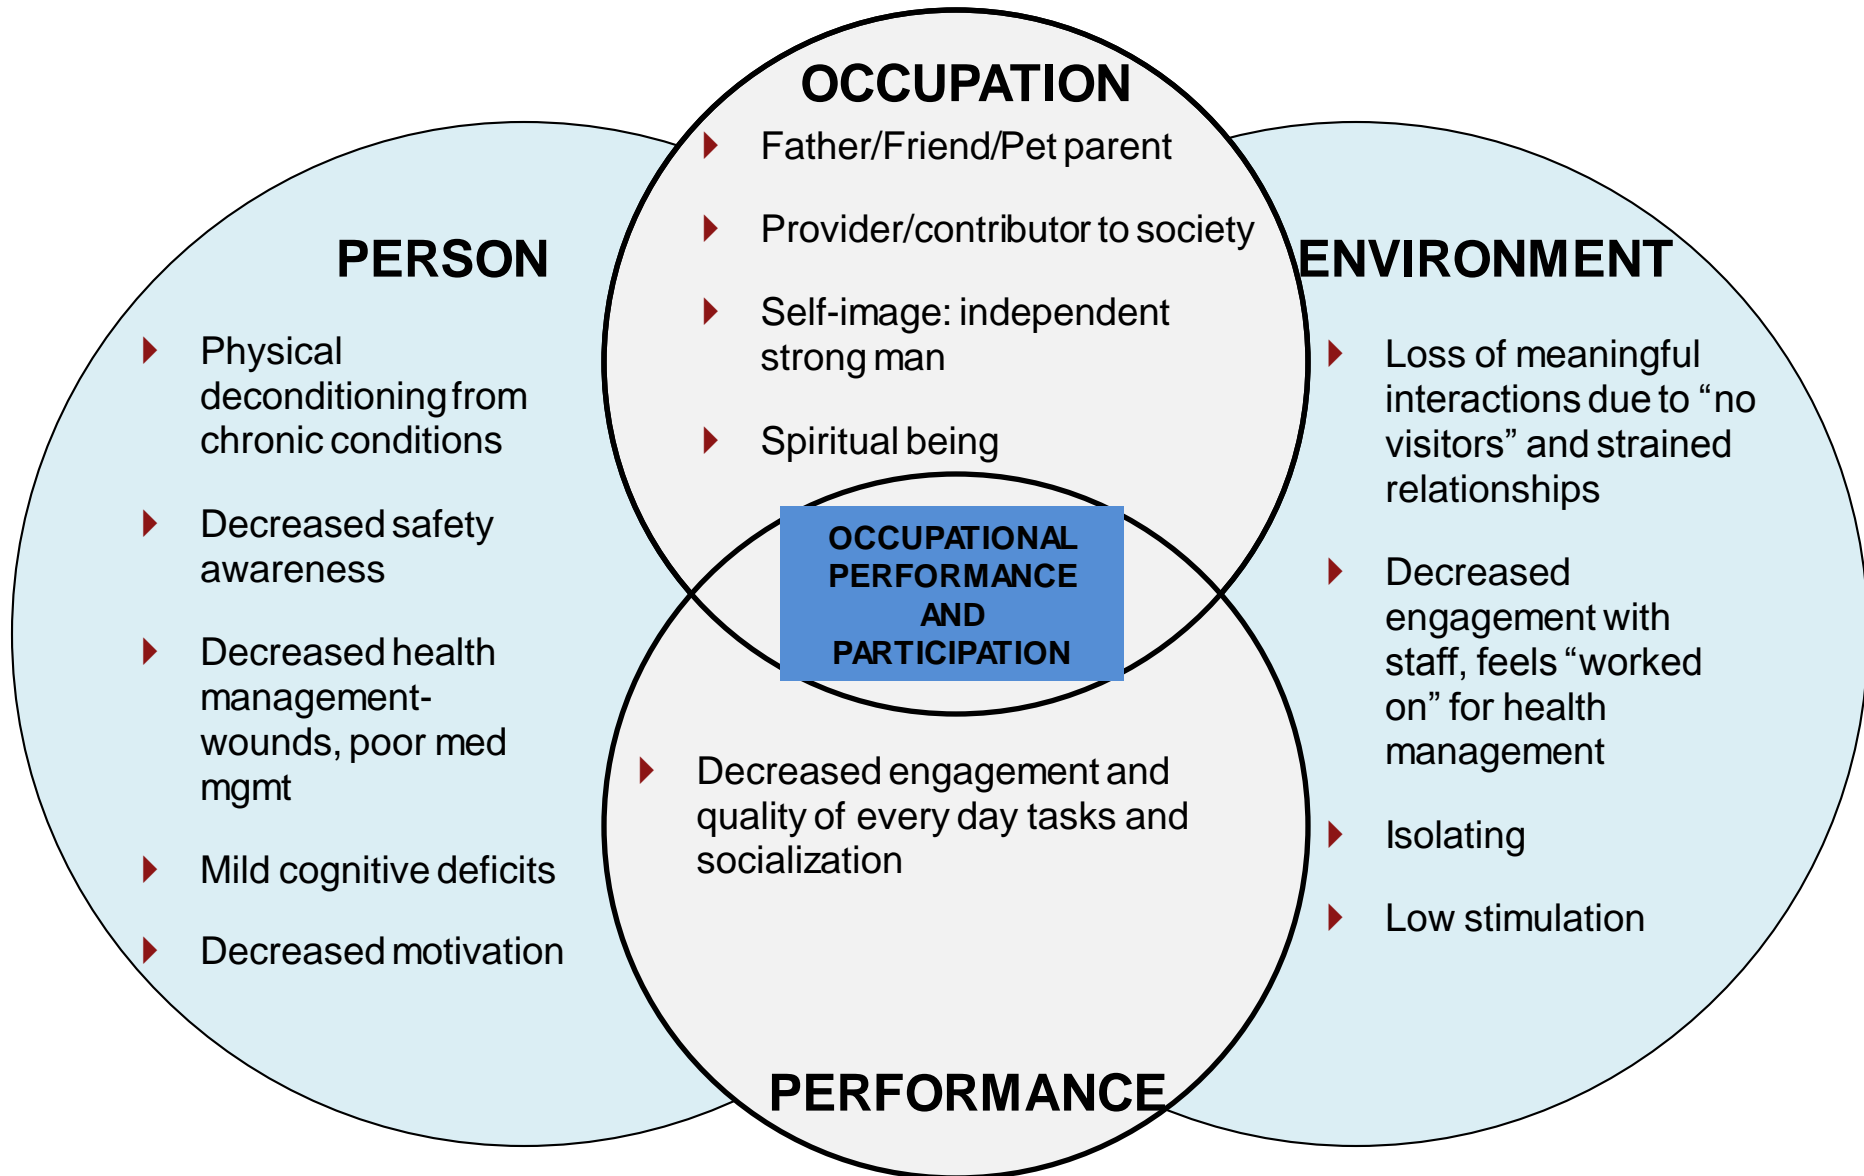 OCCUPATION
Father/Friend/Pet parent
Provider/contributor to society
Self-image: independent
strong man
Spiritual being
PERSON
Physical
deconditioning from
chronic conditions
Decreased safety
awareness
Decreased health
management-
wounds, poor med
mgmt
Mild cognitive deficits
Decreased motivation
ENVIRONMENT
Loss of meaningful
interactions due to “no
visitors” and strained
relationships
Decreased
engagement with
staff, feels “worked
on” for health
management
Isolating
Low stimulation
OCCUPATIONAL
PERFORMANCE
AND
PARTICIPATION
Decreased engagement and
quality of every day tasks and
socialization
PERFORMANCE